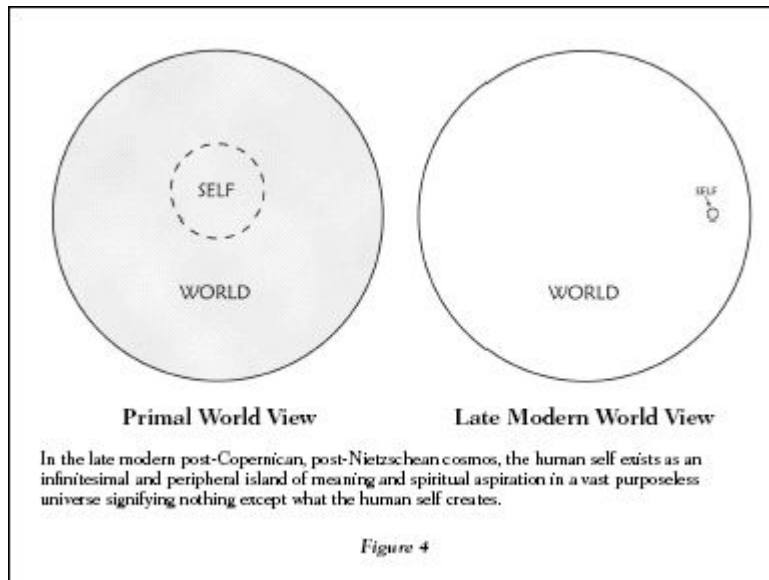 SELF
WORLD
SELF
WORLD
Primal World View
Late Modern World View
In the late modern post-Copernican, post-Nietzschean cosmos, the human self exists as an
infinitesimal and peripheral island of meaning and spiritual aspiration in a vast purposeless
universe signifying nothing except what the human self creates.
Figure 4